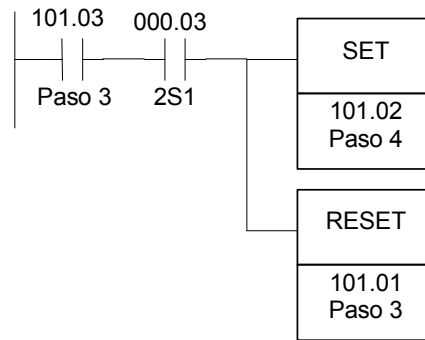 101.03 000.03
Paso 3 2S1
SET
101.02
Paso 4
RESET
101.01
Paso 3